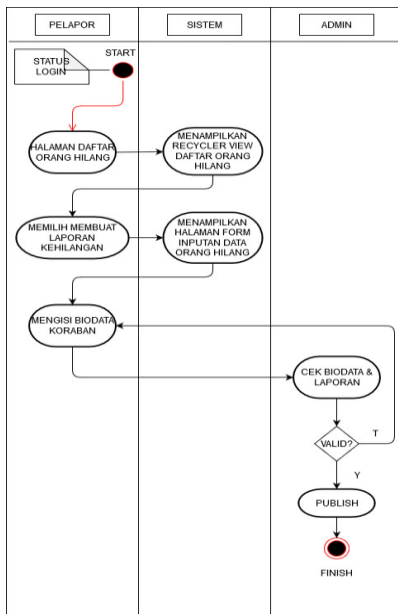 PELAPOR
SISTEM
ADMIN
STATUS
LOGIN
START
HALAMAN DAFTAR
ORANG HILANG
MENAMPILKAN
RECYCLER VIEW
DAFTAR ORANG
HILANG
MEMILIH MEMBUAT
LAPORAN
KEHILANGAN
MENAMPILKAN
HALAMAN FORM
INPUTAN DATA
ORANG HILANG
MENGISI BIODATA
KORABAN
CEK BIODATA &
LAPORAN
VALID?
T
Y
PUBLISH
FINISH